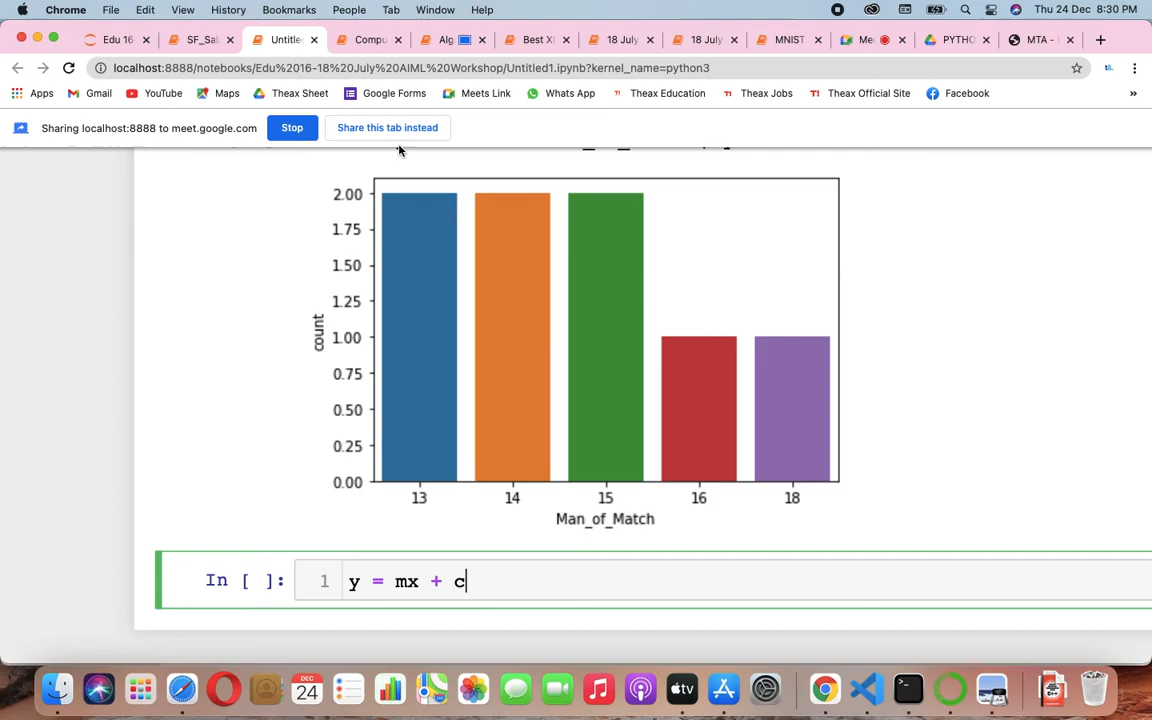 Chrome File Edit View History Bookmarks People Tab Window Help Thu 24 Dec 8:30 PM
Edu 16- SF_Sal Untitle Compu Alg Best XI 18 July 18 July MNIST Me PYTHO MTA - I
localhost:8888/notebooks/Edu%2016-18%20July%20AIML%20Workshop/Untitled1.ipynb?kernel_name=python3
Apps Gmail YouTube Maps Theax Sheet Google Forms Meets Link Whats App Theax Education Theax Jobs Theax Official Site Facebook »
Sharing localhost:8888 to meet.google.com Stop Share this tab instead
2.00
1.75
1.50
1.25
1.00
0.75
0.50
0.25
0.00
count
13 14 15 16 18
Man_of_Match
In [ ]: 1 y = mx + c
DEC
24
tv
C++